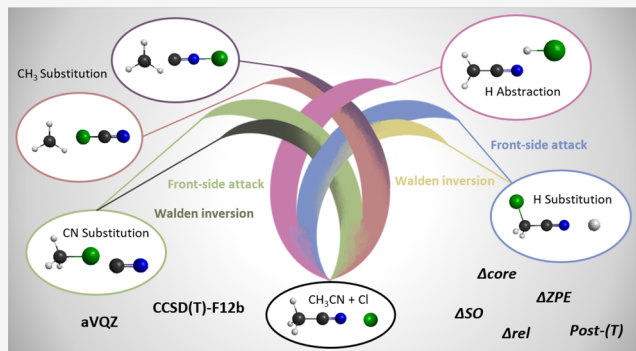 CH₃ Substitution
H Abstraction
Front-side attack
Front-side attack
Walden inversion
Walden inversion
CN Substitution
H Substitution
CH₃CN + Cl
CCSD(T)-F12b
aVQZ
Δcore
ΔZPE
ΔSO
Δrel
Post-(T)